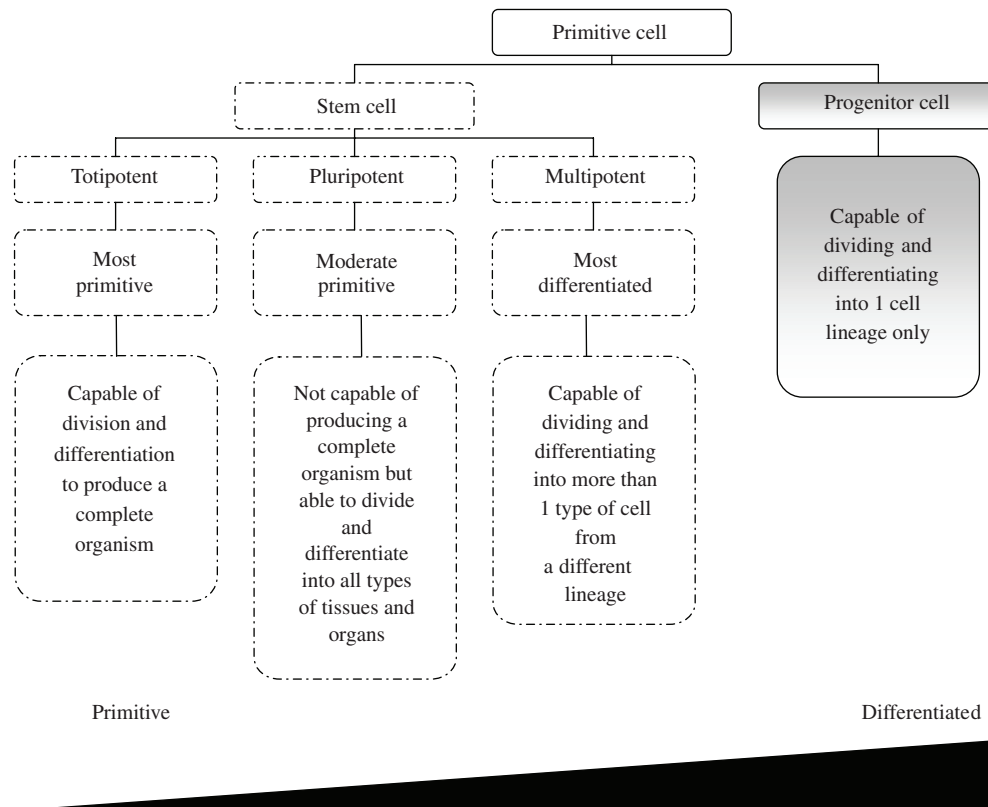 Primitive cell
Stem cell
Progenitor cell
Totipotent
Pluripotent
Multipotent
Most
primitive
Moderate
primitive
Most
differentiated
Capable of
dividing and
differentiating
into 1 cell
lineage only
Capable of
division and
differentiation
to produce a
complete
organism
Not capable of
producing a
complete
organism but
able to divide
and
differentiate
into all types
of tissues and
organs
Capable of
dividing and
differentiating
into more than
1 type of cell
from
a different
lineage
Primitive
Differentiated